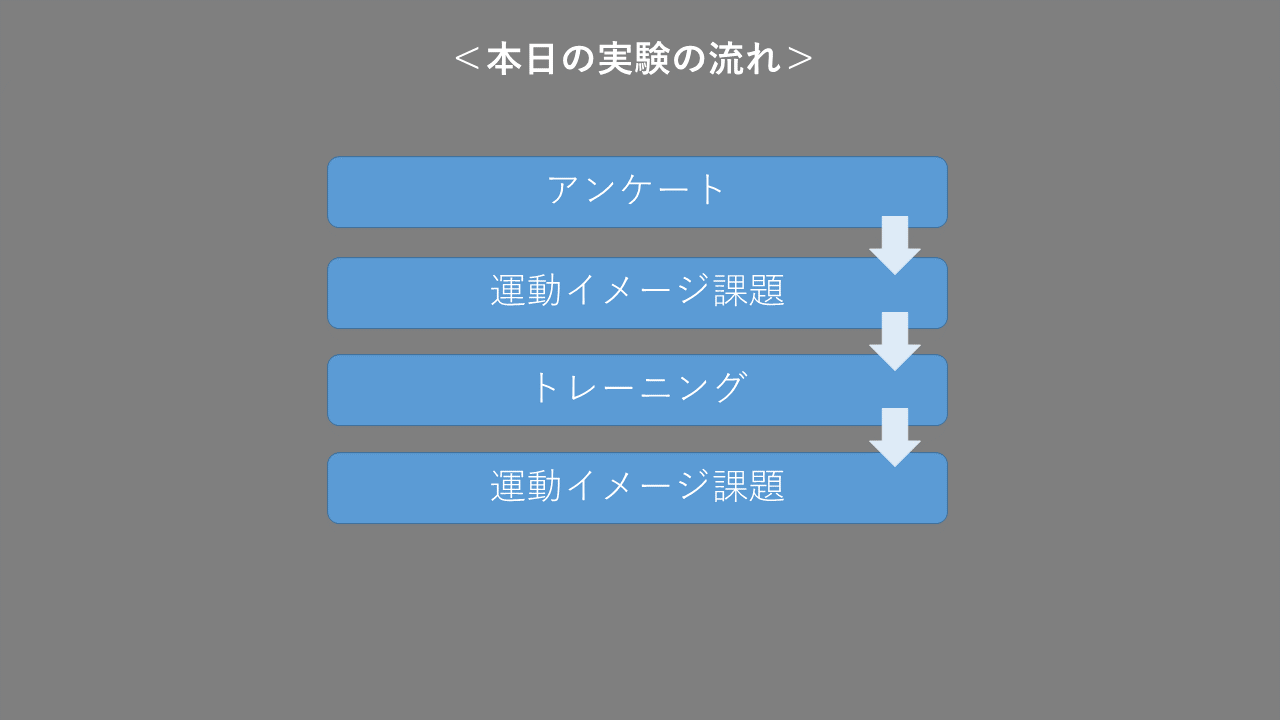 ＜本日の実験の流れ＞
アンケート
運動イメージ課題
トレーニング
運動イメージ課題